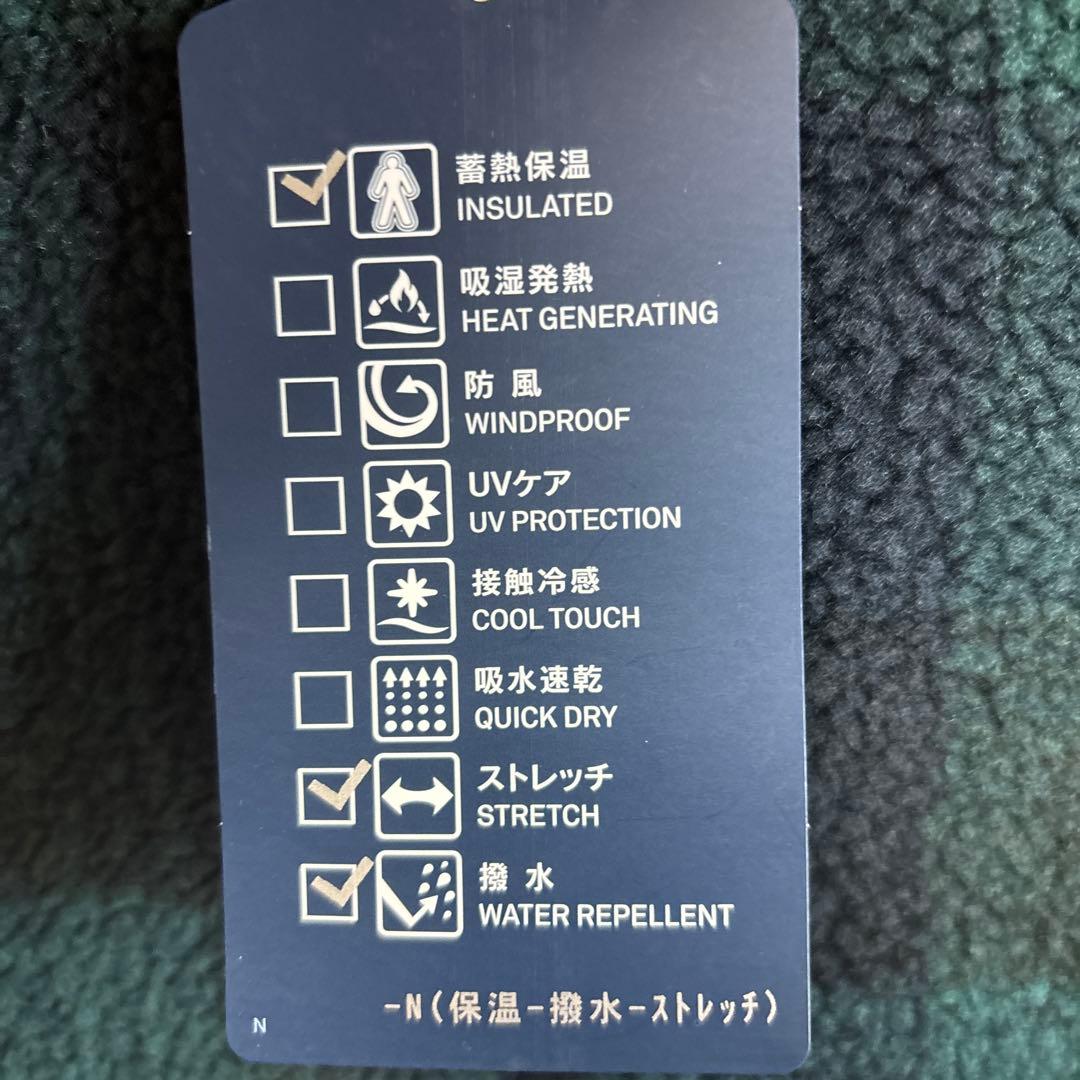 蓄熱保温
INSULATED
吸湿発熱
HEAT GENERATING
防 風
WINDPROOF
UVケア
UV PROTECTION
接触冷感
COOL TOUCH
吸水速乾
QUICK DRY
ストレッチ
STRETCH
撥 水
WATER REPELLENT
-N(保温-撥水-ストレッチ)
N